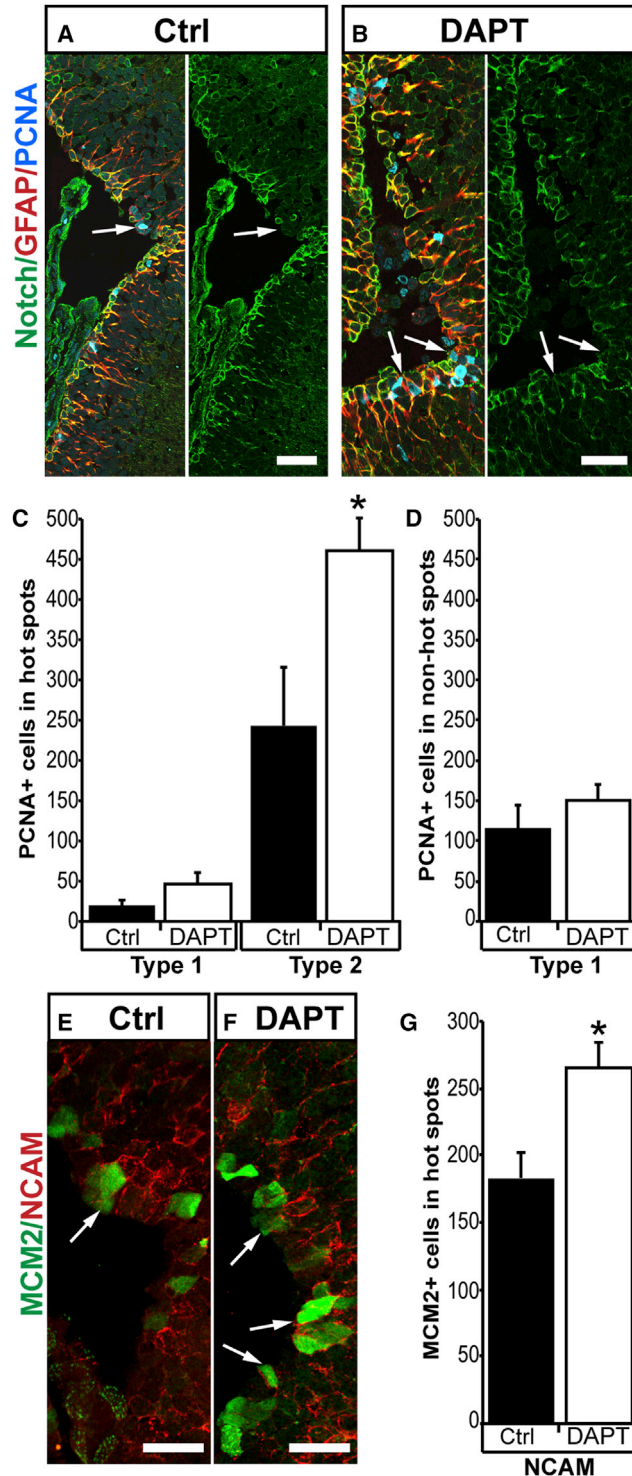 A Ctrl
B DAPT
Notch/GFAP/PCNA
C
PCNA+ cells in hot spots
500
450
400
350
300
250
200
150
100
50
0
*
Ctrl DAPT Ctrl DAPT
Type 1 Type 2
D
PCNA+ cells in non-hot spots
500
450
400
350
300
250
200
150
100
50
0
Ctrl DAPT
Type 1
E Ctrl
F DAPT
MCM2/NCAM
G
MCM2+ cells in hot spots
300
250
200
150
100
50
0
*
Ctrl DAPT
NCAM